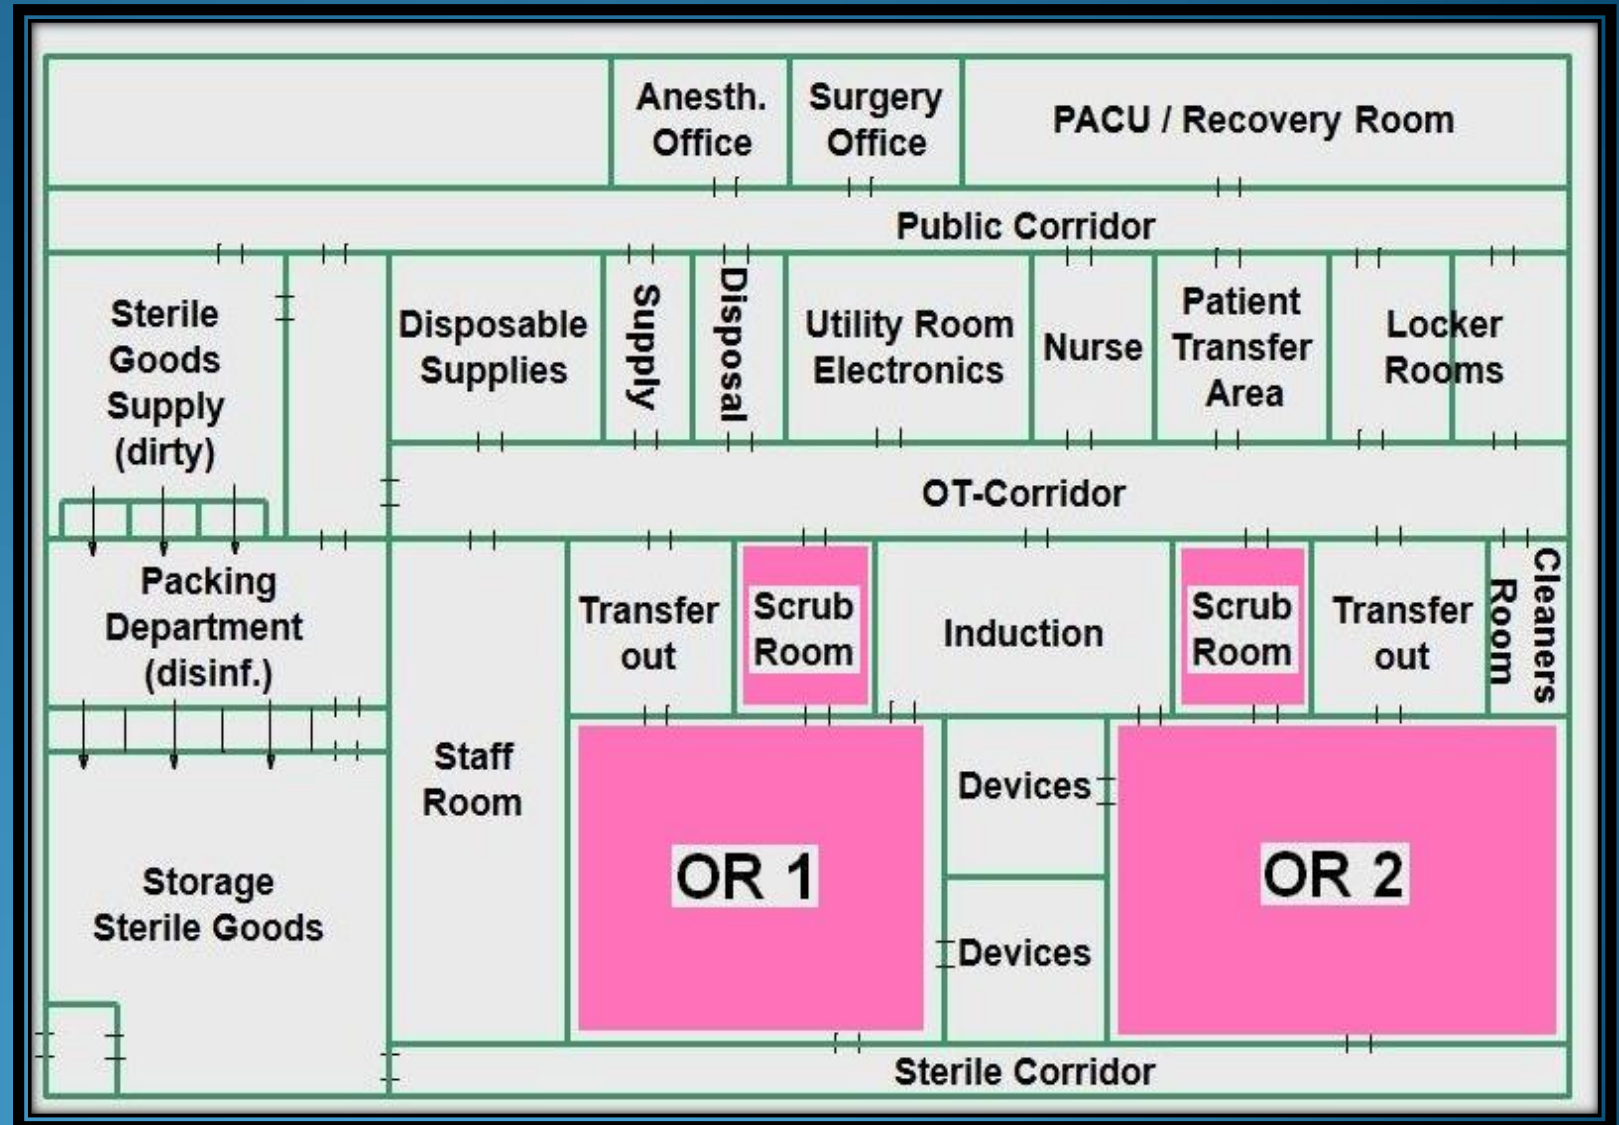 Anesth.
Office
Surgery
Office
PACU / Recovery Room
Public Corridor
Sterile
Goods
Supply
(dirty)
Disposable
Supplies
Supply
Disposal
Utility Room
Electronics
Nurse
Patient
Transfer
Area
Locker
Rooms
OT-Corridor
Packing
Department
(disinf.)
Transfer
out
Scrub
Room
Induction
Scrub
Room
Transfer
out
Cleaners
Room
Staff
Room
Devices
OR 1
OR 2
Storage
Sterile Goods
Devices
Sterile Corridor